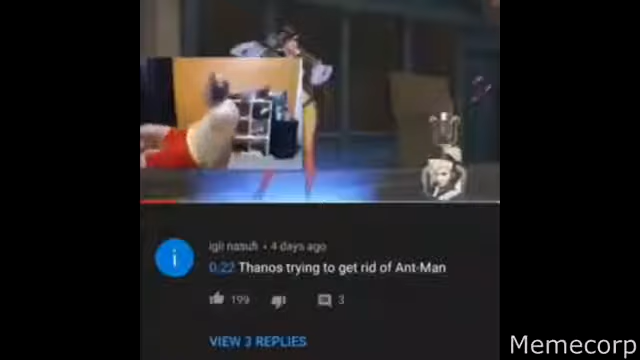 igli nasufi • 4 days ago
0:22 Thanos trying to get rid of Ant-Man
199
3
VIEW 3 REPLIES
Memecorp